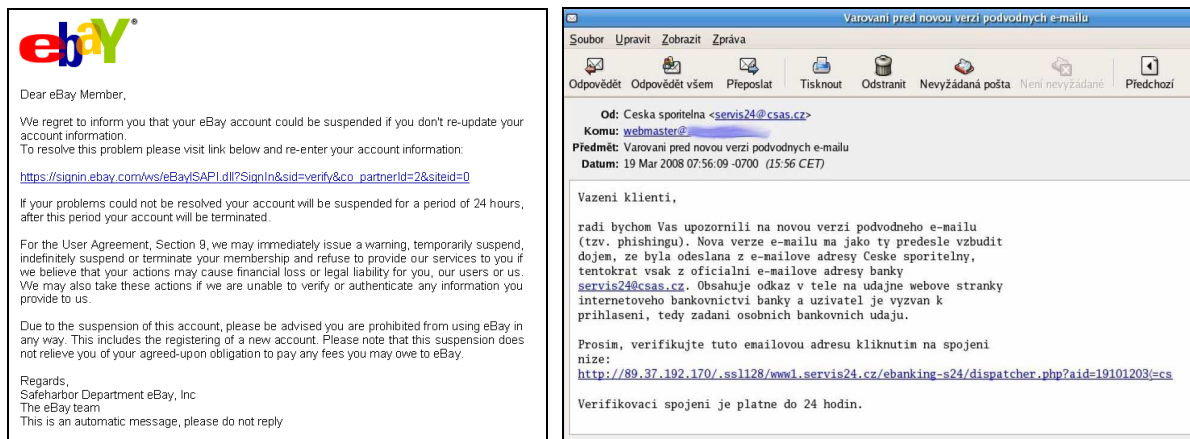 ebaY®
Dear eBay Member,
We regret to inform you that your eBay account could be suspended if you don't re-update your
account information.
To resolve this problem please visit link below and re-enter your account information:
https://signin.ebay.com/ws/eBayISAPI.dll?SignIn&sid=verify&co_partnerId=2&siteid=0
If your problems could not be resolved your account will be suspended for a period of 24 hours,
after this period your account will be terminated.
For the User Agreement, Section 9, we may immediately issue a warning, temporarily suspend,
indefinitely suspend or terminate your membership and refuse to provide our services to you if
we believe that your actions may cause financial loss or legal liability for you, our users or us.
We may also take these actions if we are unable to verify or authenticate any information you
provide to us.
Due to the suspension of this account, please be advised you are prohibited from using eBay in
any way. This includes the registering of a new account. Please note that this suspension does
not relieve you of your agreed-upon obligation to pay any fees you may owe to eBay.
Regards,
Safeharbor Department eBay, Inc
The eBay team
This is an automatic message, please do not reply
Varovani pred novou verzi podvodnych e-mailu
Soubor Upravit Zobrazit Zpráva
Odpovědět Odpovědět všem Přeposlat Tisknout Odstranit Nevyžádaná pošta Není nevyžádané Předchozí
Od: Ceska sporitelna <servis24@csas.cz>
Komu: webmaster@
Předmět: Varovani pred novou verzi podvodnych e-mailu
Datum: 19 Mar 2008 07:56:09 -0700 (15:56 CET)
Vazeni klienti,
radi bychom Vas upozornili na novou verzi podvodneho e-mailu
(tzv. phishingu). Nova verze e-mailu ma jako ty predesle vzbudit
dojem, ze byla odeslana z e-mailove adresy Ceske sporitelny,
tentokrat vsak z oficialni e-mailove adresy banky
servis24@csas.cz. Obsahuje odkaz v tele na udajne webove stranky
internetoveho bankovnictvi banky a uzivatel je vyzvan k
prihlaseni, tedy zadani osobnich bankovnich udaju.
Prosim, verifikujte tuto emailovou adresu kliknutim na spojeni
nize:
http://89.37.192.170/.ssl128/www1.servis24.cz/ebanking-s24/dispatcher.php?aid=19101203(=cs
Verifikovaci spojeni je platne do 24 hodin.